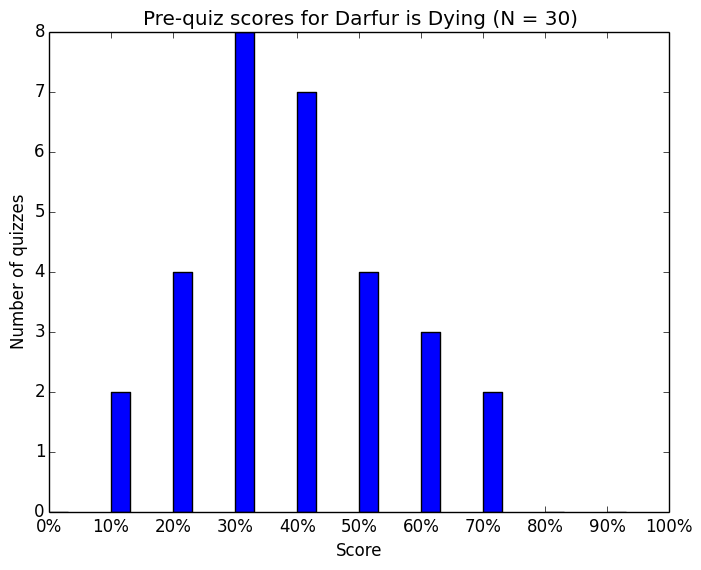 Pre-quiz scores for Darfur is Dying (N = 30)
8
7
6
5
4
3
2
1
0
Number of quizzes
0% 10% 20% 30% 40% 50% 60% 70% 80% 90% 100%
Score